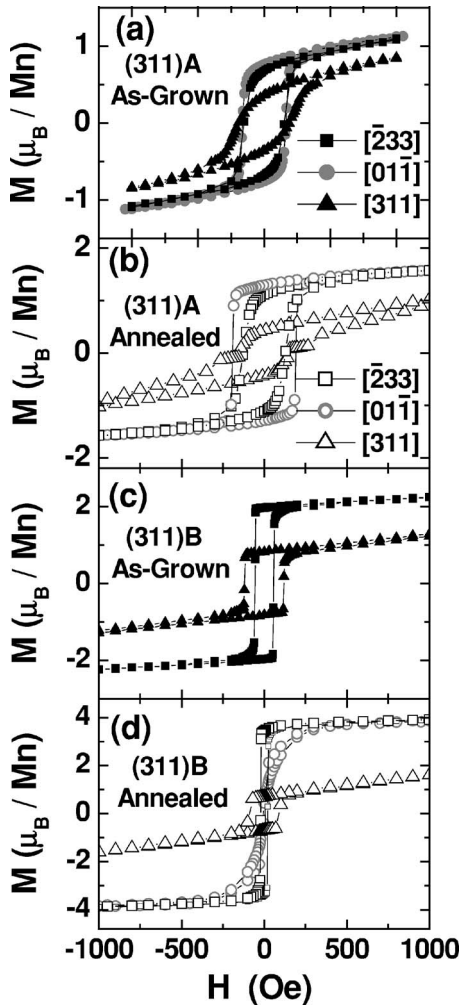 (a)
(311)A
As-Grown
[2̄33]
[011̄]
[311]
M (μB / Mn)
1
0
-1
(b)
(311)A
Annealed
[2̄33]
[011̄]
[311]
M (μB / Mn)
2
0
-2
(c)
(311)B
As-Grown
M (μB / Mn)
2
0
-2
(d)
(311)B
Annealed
M (μB / Mn)
4
2
0
-2
-4
-1000 -500 0 500 1000
H (Oe)